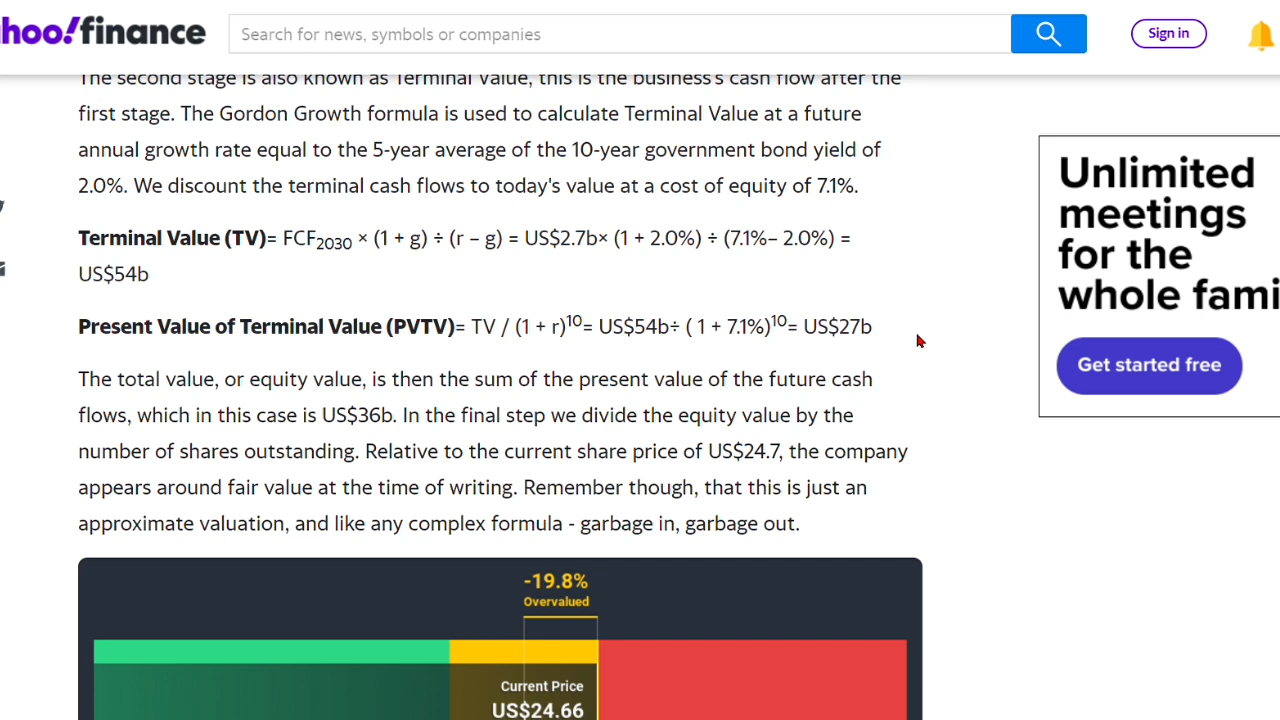 hoo!finance
Search for news, symbols or companies
Sign in
The second stage is also known as Terminal Value, this is the business's cash flow after the
first stage. The Gordon Growth formula is used to calculate Terminal Value at a future
annual growth rate equal to the 5-year average of the 10-year government bond yield of
2.0%. We discount the terminal cash flows to today's value at a cost of equity of 7.1%.
Terminal Value (TV)= FCF2030 × (1 + g) ÷ (r – g) = US$2.7b× (1 + 2.0%) ÷ (7.1%– 2.0%) =
US$54b
Present Value of Terminal Value (PVTV)= TV / (1 + r)10= US$54b÷ ( 1 + 7.1%)10= US$27b
The total value, or equity value, is then the sum of the present value of the future cash
flows, which in this case is US$36b. In the final step we divide the equity value by the
number of shares outstanding. Relative to the current share price of US$24.7, the company
appears around fair value at the time of writing. Remember though, that this is just an
approximate valuation, and like any complex formula - garbage in, garbage out.
-19.8%
Overvalued
Current Price
US$24.66
Unlimited
meetings
for the
whole fami
Get started free